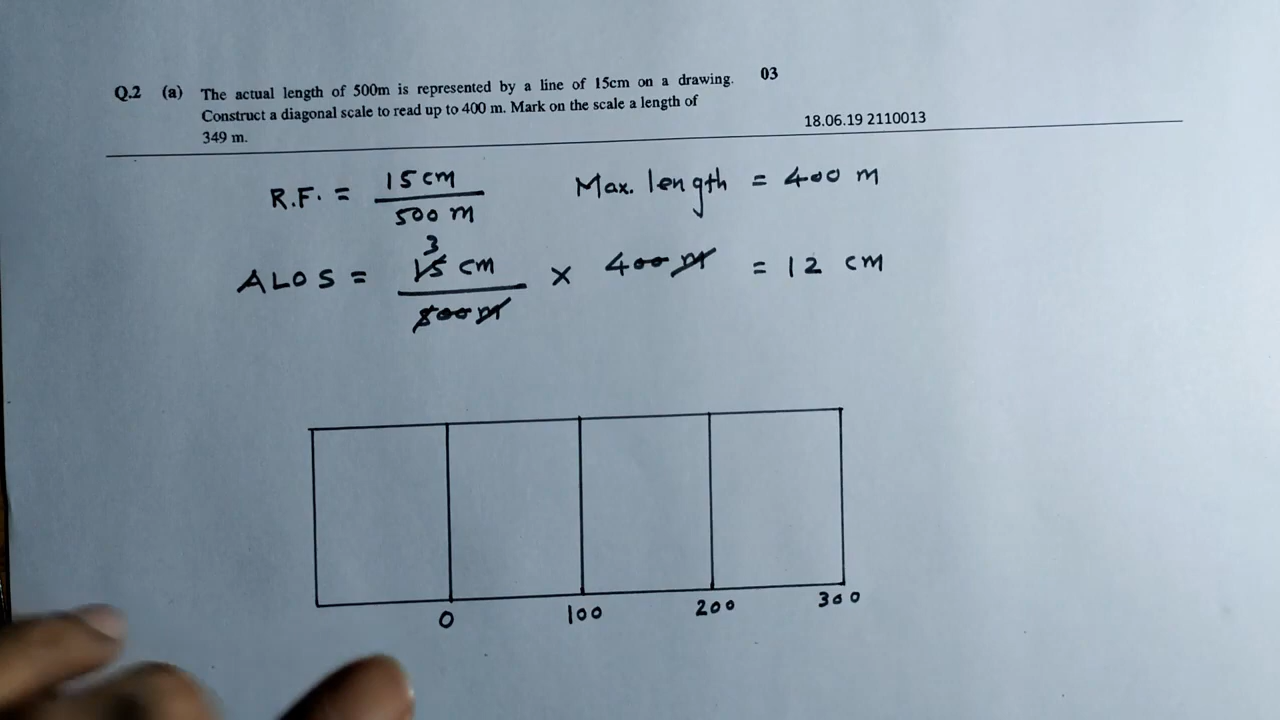 Q.2 (a) The actual length of 500m is represented by a line of 15cm on a drawing. 03
Construct a diagonal scale to read up to 400 m. Mark on the scale a length of
349 m.
18.06.19 2110013
R.F. = 15 cm / 500 m Max. length = 400 m
3
ALOS = 15 cm / 500 m × 400 m = 12 cm
0 100 200 300